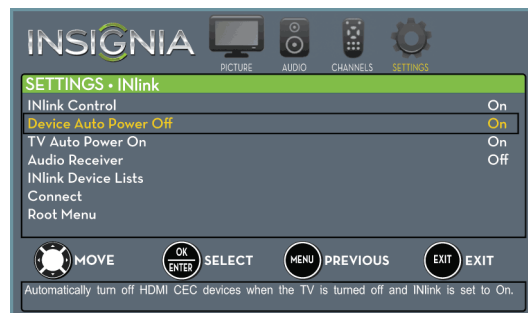 INSIGNIA
PICTURE AUDIO CHANNELS SETTINGS
SETTINGS • INlink
INlink Control On
Device Auto Power Off On
TV Auto Power On On
Audio Receiver Off
INlink Device Lists
Connect
Root Menu
MOVE OK ENTER SELECT MENU PREVIOUS EXIT EXIT
Automatically turn off HDMI CEC devices when the TV is turned off and INlink is set to On.